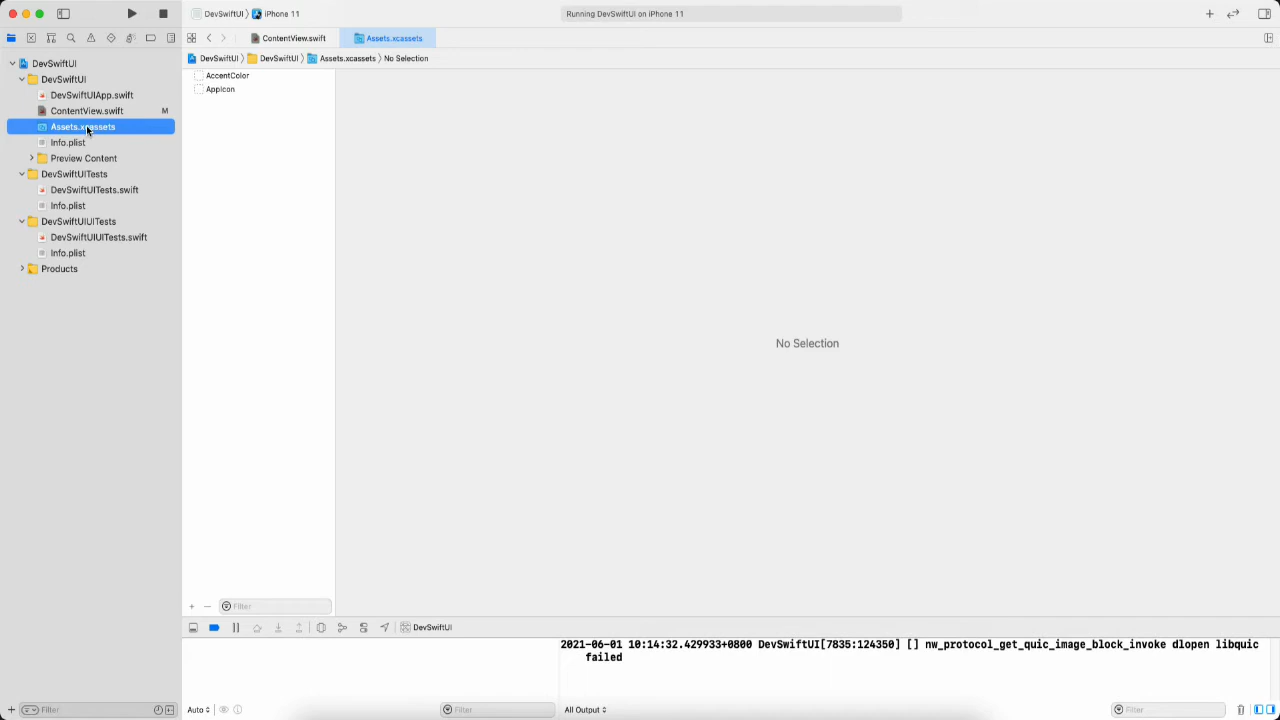 DevSwiftUI
iPhone 11
Running DevSwiftUI on iPhone 11
ContentView.swift
Assets.xcassets
DevSwiftUI
DevSwiftUI
Assets.xcassets
No Selection
DevSwiftUI
DevSwiftUI
DevSwiftUIApp.swift
ContentView.swift
M
Assets.xcassets
Info.plist
Preview Content
DevSwiftUITests
DevSwiftUITests.swift
Info.plist
DevSwiftUIUITests
DevSwiftUIUITests.swift
Info.plist
Products
AccentColor
AppIcon
No Selection
Filter
DevSwiftUI
2021-06-01 10:14:32.429933+0800 DevSwiftUI[7835:124350] [] nw_protocol_get_quic_image_block_invoke dlopen libquic
failed
Filter
Auto
Filter
All Output
Filter